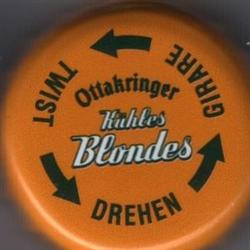 Ottakringer
Kühles
Blondes
TWIST
GIRARE
DREHEN